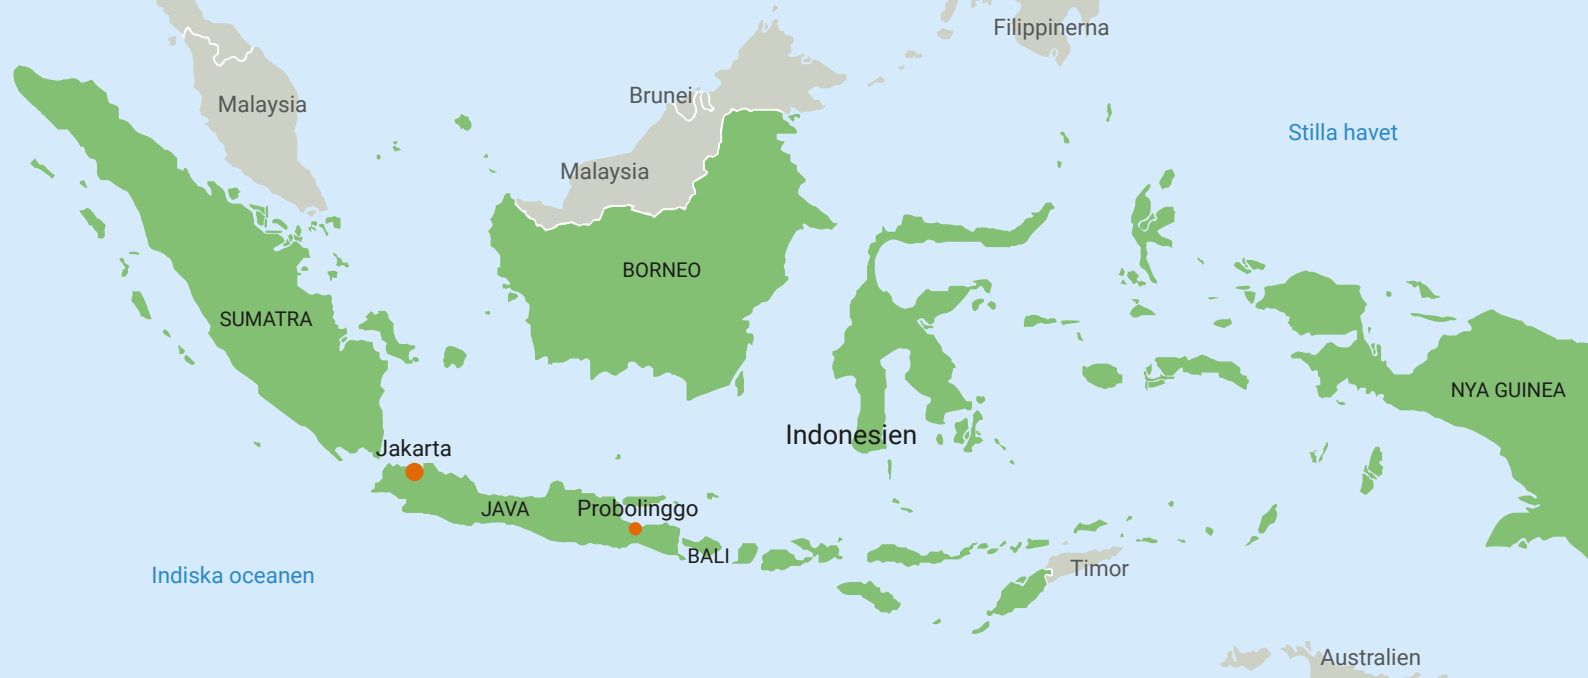 Filippinerna
Malaysia
Brunei
Stilla havet
Malaysia
BORNEO
SUMATRA
NYA GUINEA
Indonesien
Jakarta
JAVA
Probolinggo
BALI
Timor
Indiska oceanen
Australien